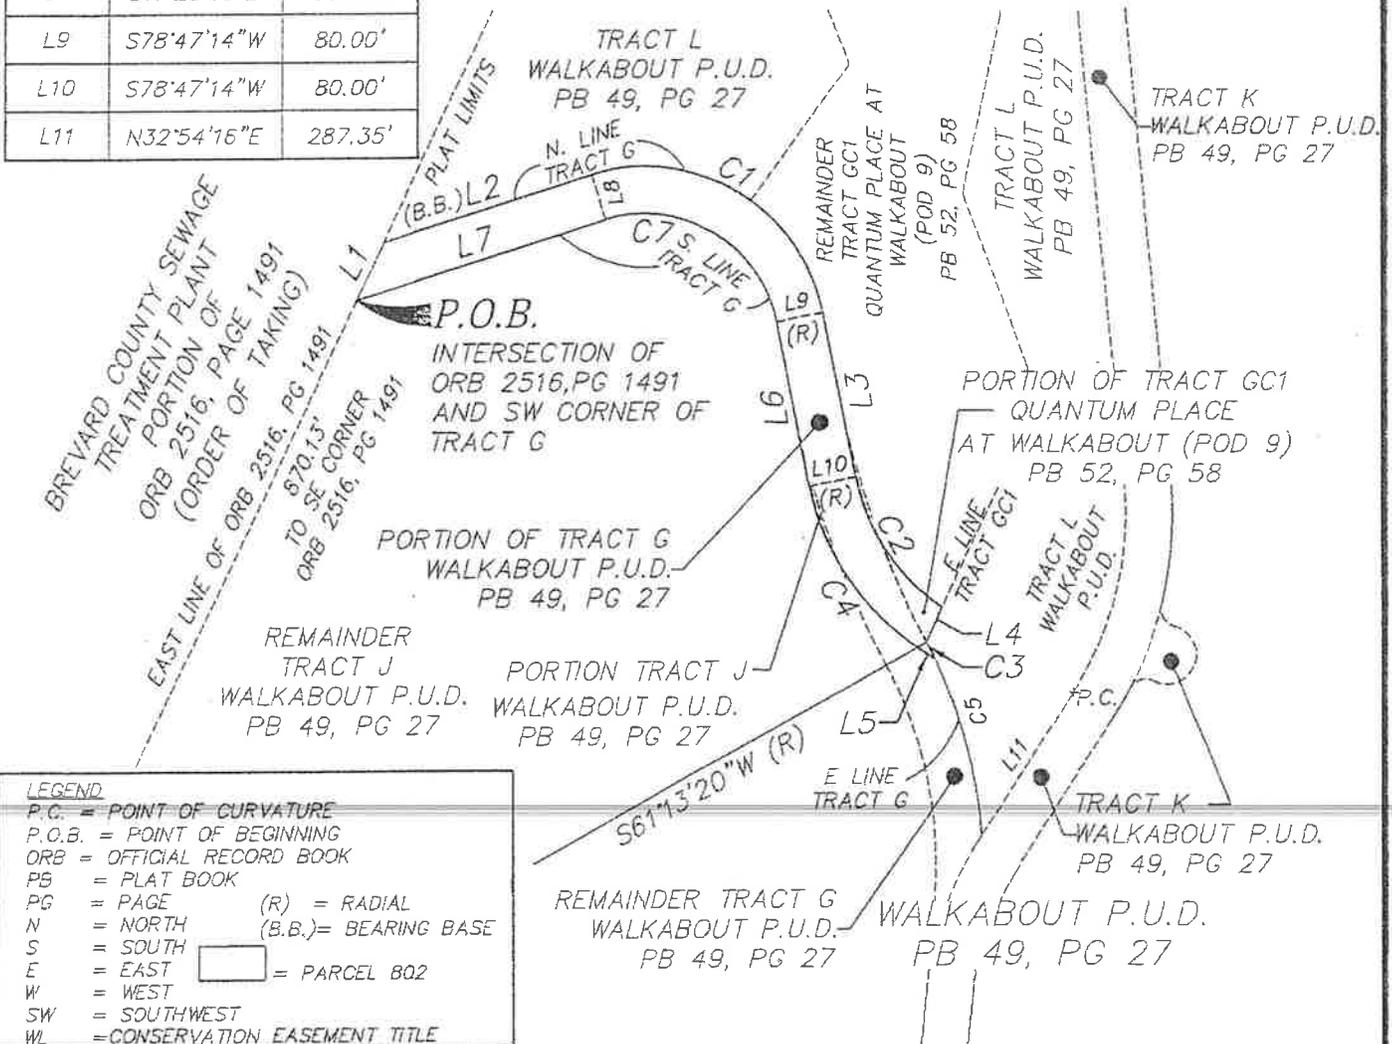 L9 S78°47'14"W 80.00'
L10 S78°47'14"W 80.00'
L11 N32°54'16"E 287.35'
TRACT L
WALKABOUT P.U.D.
PB 49, PG 27
PLAT LIMITS
N. LINE
TRACT G
C1
(B.B.) L2
L8
L7
C7
S. LINE
TRACT G
L1
REMAINDER
TRACT GC1
QUANTUM PLACE AT
WALKABOUT
(POD 9)
PB 52, PG 58
TRACT L
WALKABOUT P.U.D.
PB 49, PG 27
TRACT K
WALKABOUT P.U.D.
PB 49, PG 27
BREVARD COUNTY SEWAGE
TREATMENT PLANT
PORTION OF
ORB 2516, PAGE 1491
(ORDER OF TAKING)
P.O.B.
INTERSECTION OF
ORB 2516,PG 1491
AND SW CORNER OF
TRACT G
L9
(R)
L6
L3
L10
(R)
PORTION OF TRACT GC1
QUANTUM PLACE
AT WALKABOUT (POD 9)
PB 52, PG 58
EAST LINE OF ORB 2516, PG 1491
870.13'
TO SE CORNER
ORB 2516, PG 1491
PORTION OF TRACT G
WALKABOUT P.U.D.
PB 49, PG 27
C2
E LINE
TRACT GC1
TRACT L
WALKABOUT
P.U.D.
C4
L4
C3
REMAINDER
TRACT J
WALKABOUT P.U.D.
PB 49, PG 27
PORTION TRACT J
WALKABOUT P.U.D.
PB 49, PG 27
L5
C5
P.C.
L11
S61°13'20"W (R)
E LINE
TRACT G
TRACT K
WALKABOUT P.U.D.
PB 49, PG 27
REMAINDER TRACT G
WALKABOUT P.U.D.
PB 49, PG 27
WALKABOUT P.U.D.
PB 49, PG 27
LEGEND
P.C. = POINT OF CURVATURE
P.O.B. = POINT OF BEGINNING
ORB = OFFICIAL RECORD BOOK
PB = PLAT BOOK
PG = PAGE (R) = RADIAL
N = NORTH (B.B.)= BEARING BASE
S = SOUTH
E = EAST = PARCEL 802
W = WEST
SW = SOUTHWEST
WL =CONSERVATION EASEMENT TITLE